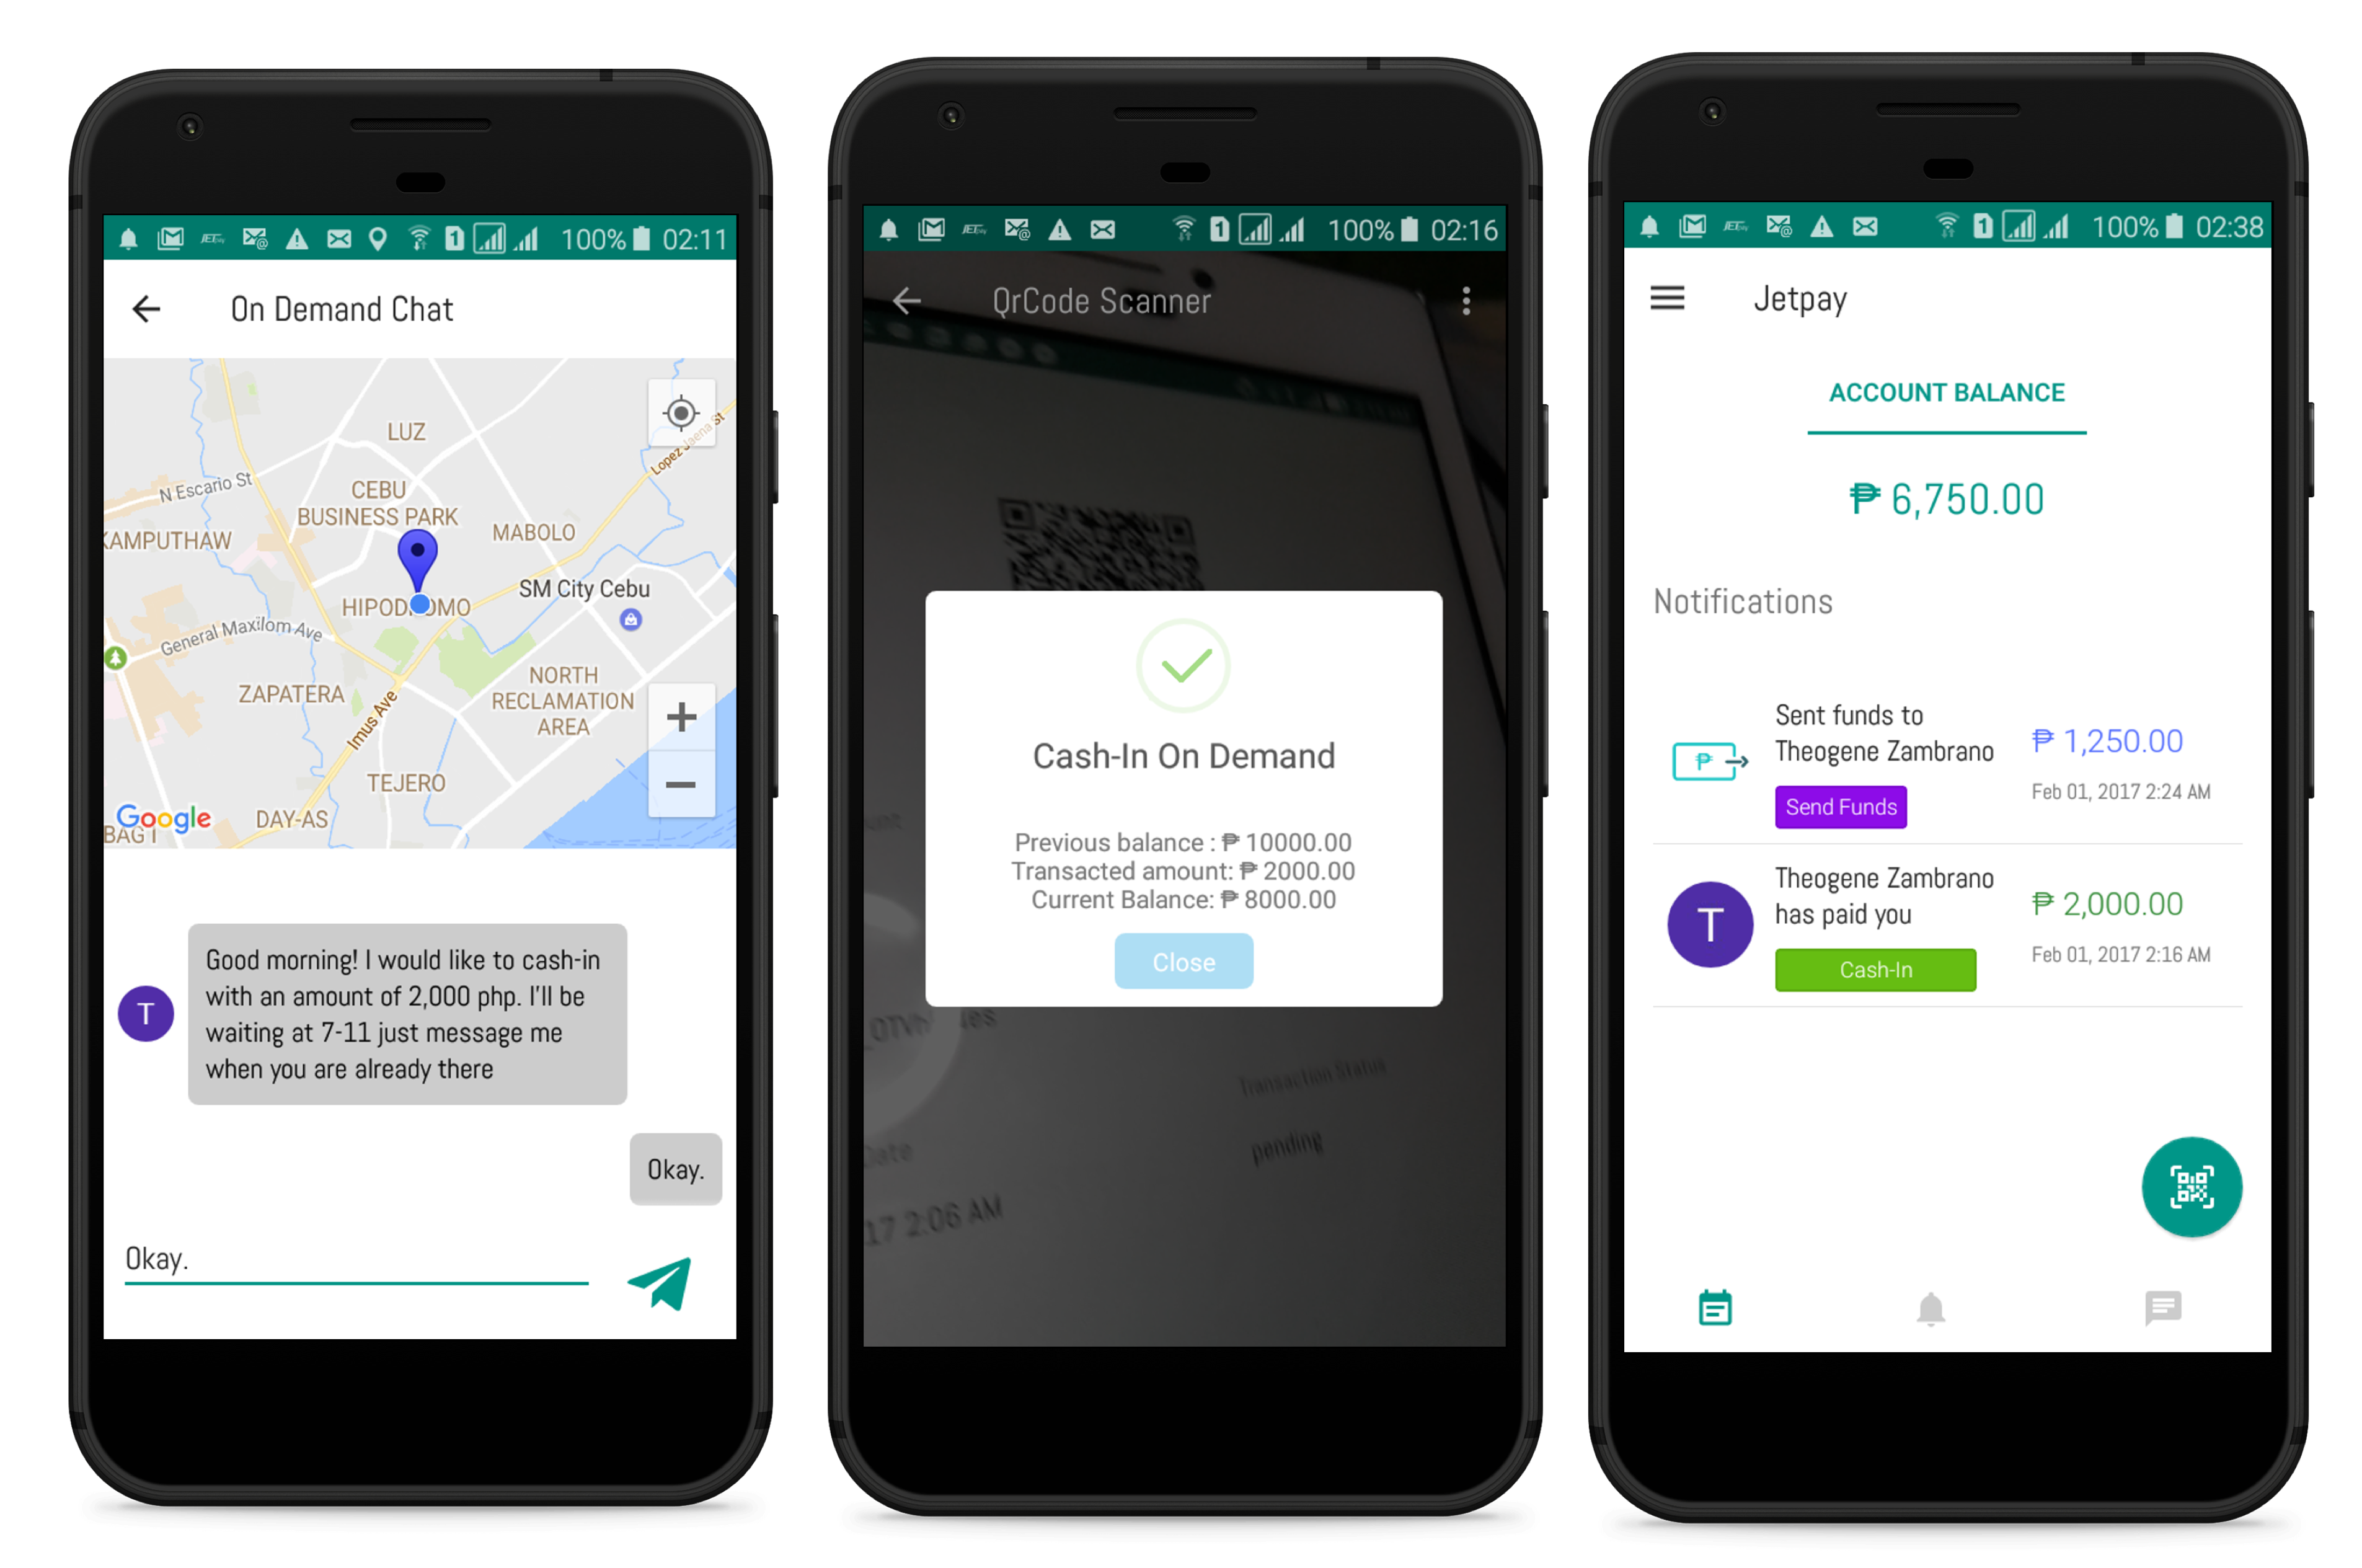 100% 02:11
On Demand Chat
LUZ
N Escario St
Lopez Jaena St
CEBU
BUSINESS PARK
KAMPUTHAW
MABOLO
SM City Cebu
HIPODROMO
General Maxilom Ave
NORTH
RECLAMATION
AREA
ZAPATERA
Imus Ave
TEJERO
Google
DAY-AS
T
Good morning! I would like to cash-in
with an amount of 2,000 php. I'll be
waiting at 7-11 just message me
when you are already there
Okay.
Okay.
JET 1 100% 02:16
QrCode Scanner
Cash-In On Demand
Previous balance : ₱ 10000.00
Transacted amount: ₱ 2000.00
Current Balance: ₱ 8000.00
Close
Transaction Status
pending
Date
17 2:06 AM
JET 1 100% 02:38
Jetpay
ACCOUNT BALANCE
₱ 6,750.00
Notifications
Sent funds to
Theogene Zambrano
₱ 1,250.00
Send Funds
Feb 01, 2017 2:24 AM
T
Theogene Zambrano
has paid you
₱ 2,000.00
Cash-In
Feb 01, 2017 2:16 AM